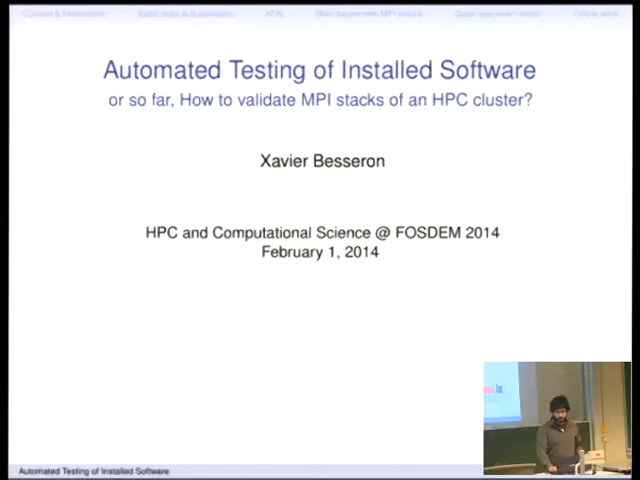 Automated Testing of Installed Software
or so far, How to validate MPI stacks of an HPC cluster?
Xavier Besseron
HPC and Computational Science @ FOSDEM 2014
February 1, 2014
Automated Testing of Installed Software